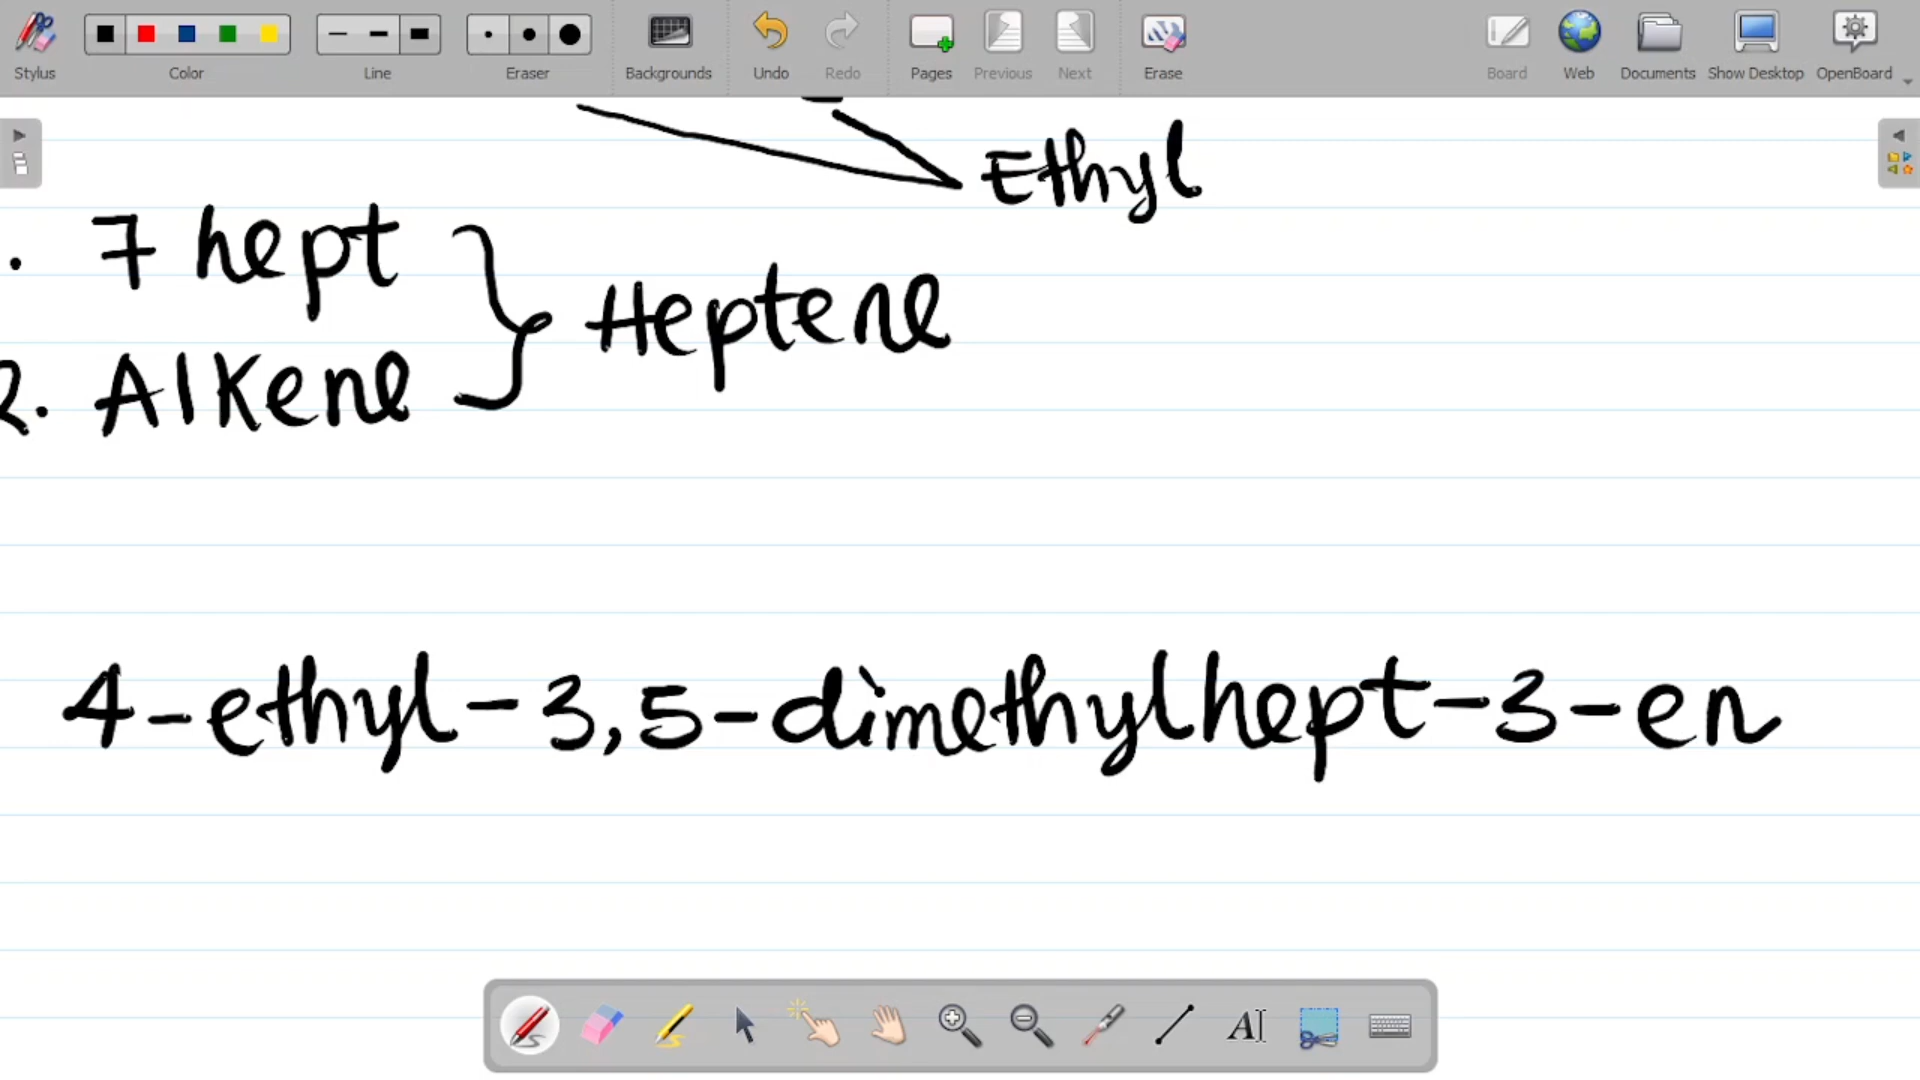 Stylus Color Line Eraser Backgrounds Undo Redo Pages Previous Next Erase Board Web Documents Show Desktop OpenBoard
Ethyl
. 7 hept
Heptene
2. Alkene
4-ethyl-3,5-dimethylhept-3-en